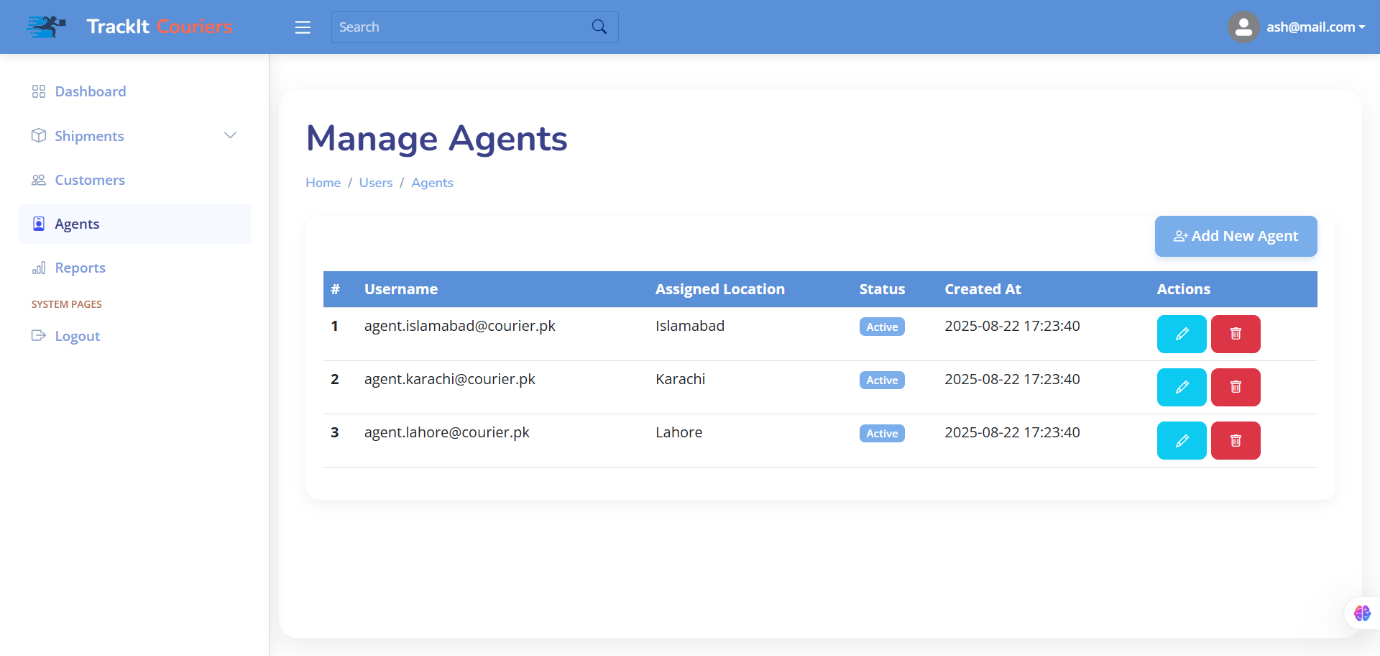 TrackIt Couriers
Search
ash@mail.com
Dashboard
Shipments
Customers
Agents
Reports
SYSTEM PAGES
Logout
Manage Agents
Home / Users / Agents
Add New Agent
# Username Assigned Location Status Created At Actions
1 agent.islamabad@courier.pk Islamabad Active 2025-08-22 17:23:40
2 agent.karachi@courier.pk Karachi Active 2025-08-22 17:23:40
3 agent.lahore@courier.pk Lahore Active 2025-08-22 17:23:40